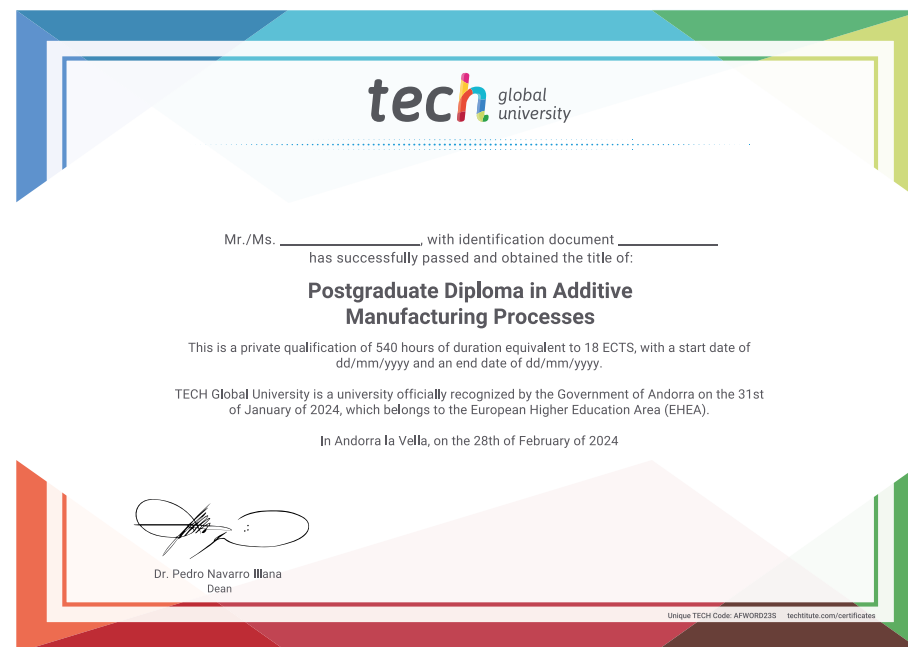 tech global university
Mr./Ms. ____________________, with identification document ______________
has successfully passed and obtained the title of:
Postgraduate Diploma in Additive
Manufacturing Processes
This is a private qualification of 540 hours of duration equivalent to 18 ECTS, with a start date of
dd/mm/yyyy and an end date of dd/mm/yyyy.
TECH Global University is a university officially recognized by the Government of Andorra on the 31st
of January of 2024, which belongs to the European Higher Education Area (EHEA).
In Andorra la Vella, on the 28th of February of 2024
Dr. Pedro Navarro Illana
Dean
Unique TECH Code: AFWORD23S techtitute.com/certificates